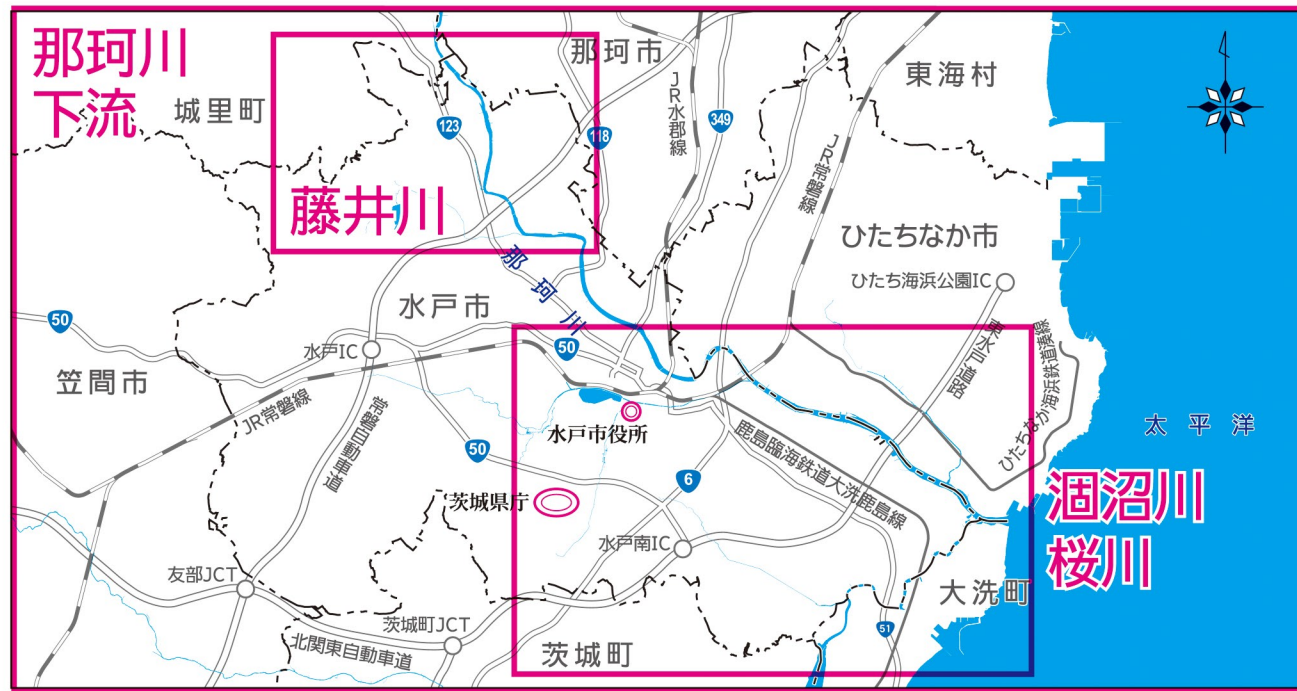 那珂川
下流
城里町
那珂市
東海村
123
118
JR水郡線
349
JR常磐線
藤井川
ひたちなか市
那珂川
ひたち海浜公園IC
水戸市
50
水戸IC
50
東水戸道路
ひたちなか海浜鉄道湊線
笠間市
JR常磐線
水戸市役所
太平洋
常磐自動車道
50
鹿島臨海鉄道大洗鹿島線
6
茨城県庁
涸沼川
桜川
水戸南IC
友部JCT
大洗町
茨城町JCT
51
北関東自動車道
茨城町